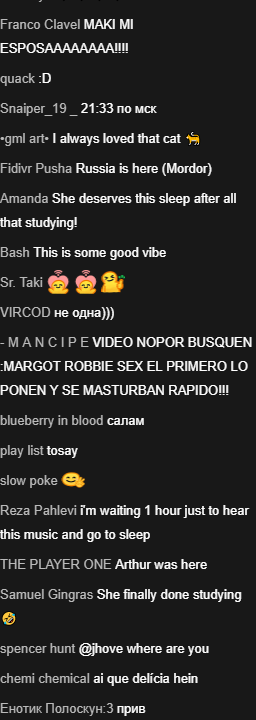 Franco Clavel MAKI MI
ESPOSAAAAAAAA!!!!
quack :D
Snaiper_19 _ 21:33 по мск
•gml art• I always loved that cat
Fidivr Pusha Russia is here (Mordor)
Amanda She deserves this sleep after all
that studying!
Bash This is some good vibe
Sr. Taki
VIRCOD не одна)))
- M A N C I P E VIDEO NOPOR BUSQUEN
:MARGOT ROBBIE SEX EL PRIMERO LO
PONEN Y SE MASTURBAN RAPIDO!!!
blueberry in blood салам
play list tosay
slow poke
Reza Pahlevi i'm waiting 1 hour just to hear
this music and go to sleep
THE PLAYER ONE Arthur was here
Samuel Gingras She finally done studying
spencer hunt @jhove where are you
chemi chemical ai que delícia hein
Енотик Полоскун:3 прив